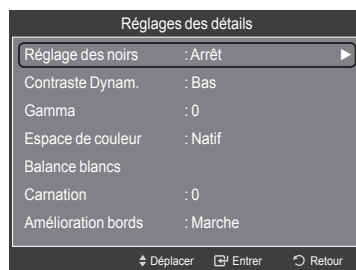 Réglages des détails
Réglage des noirs : Arrêt
Contraste Dynam. : Bas
Gamma : 0
Espace de couleur : Natif
Balance blancs
Carnation : 0
Amélioration bords : Marche
Déplacer Entrer Retour